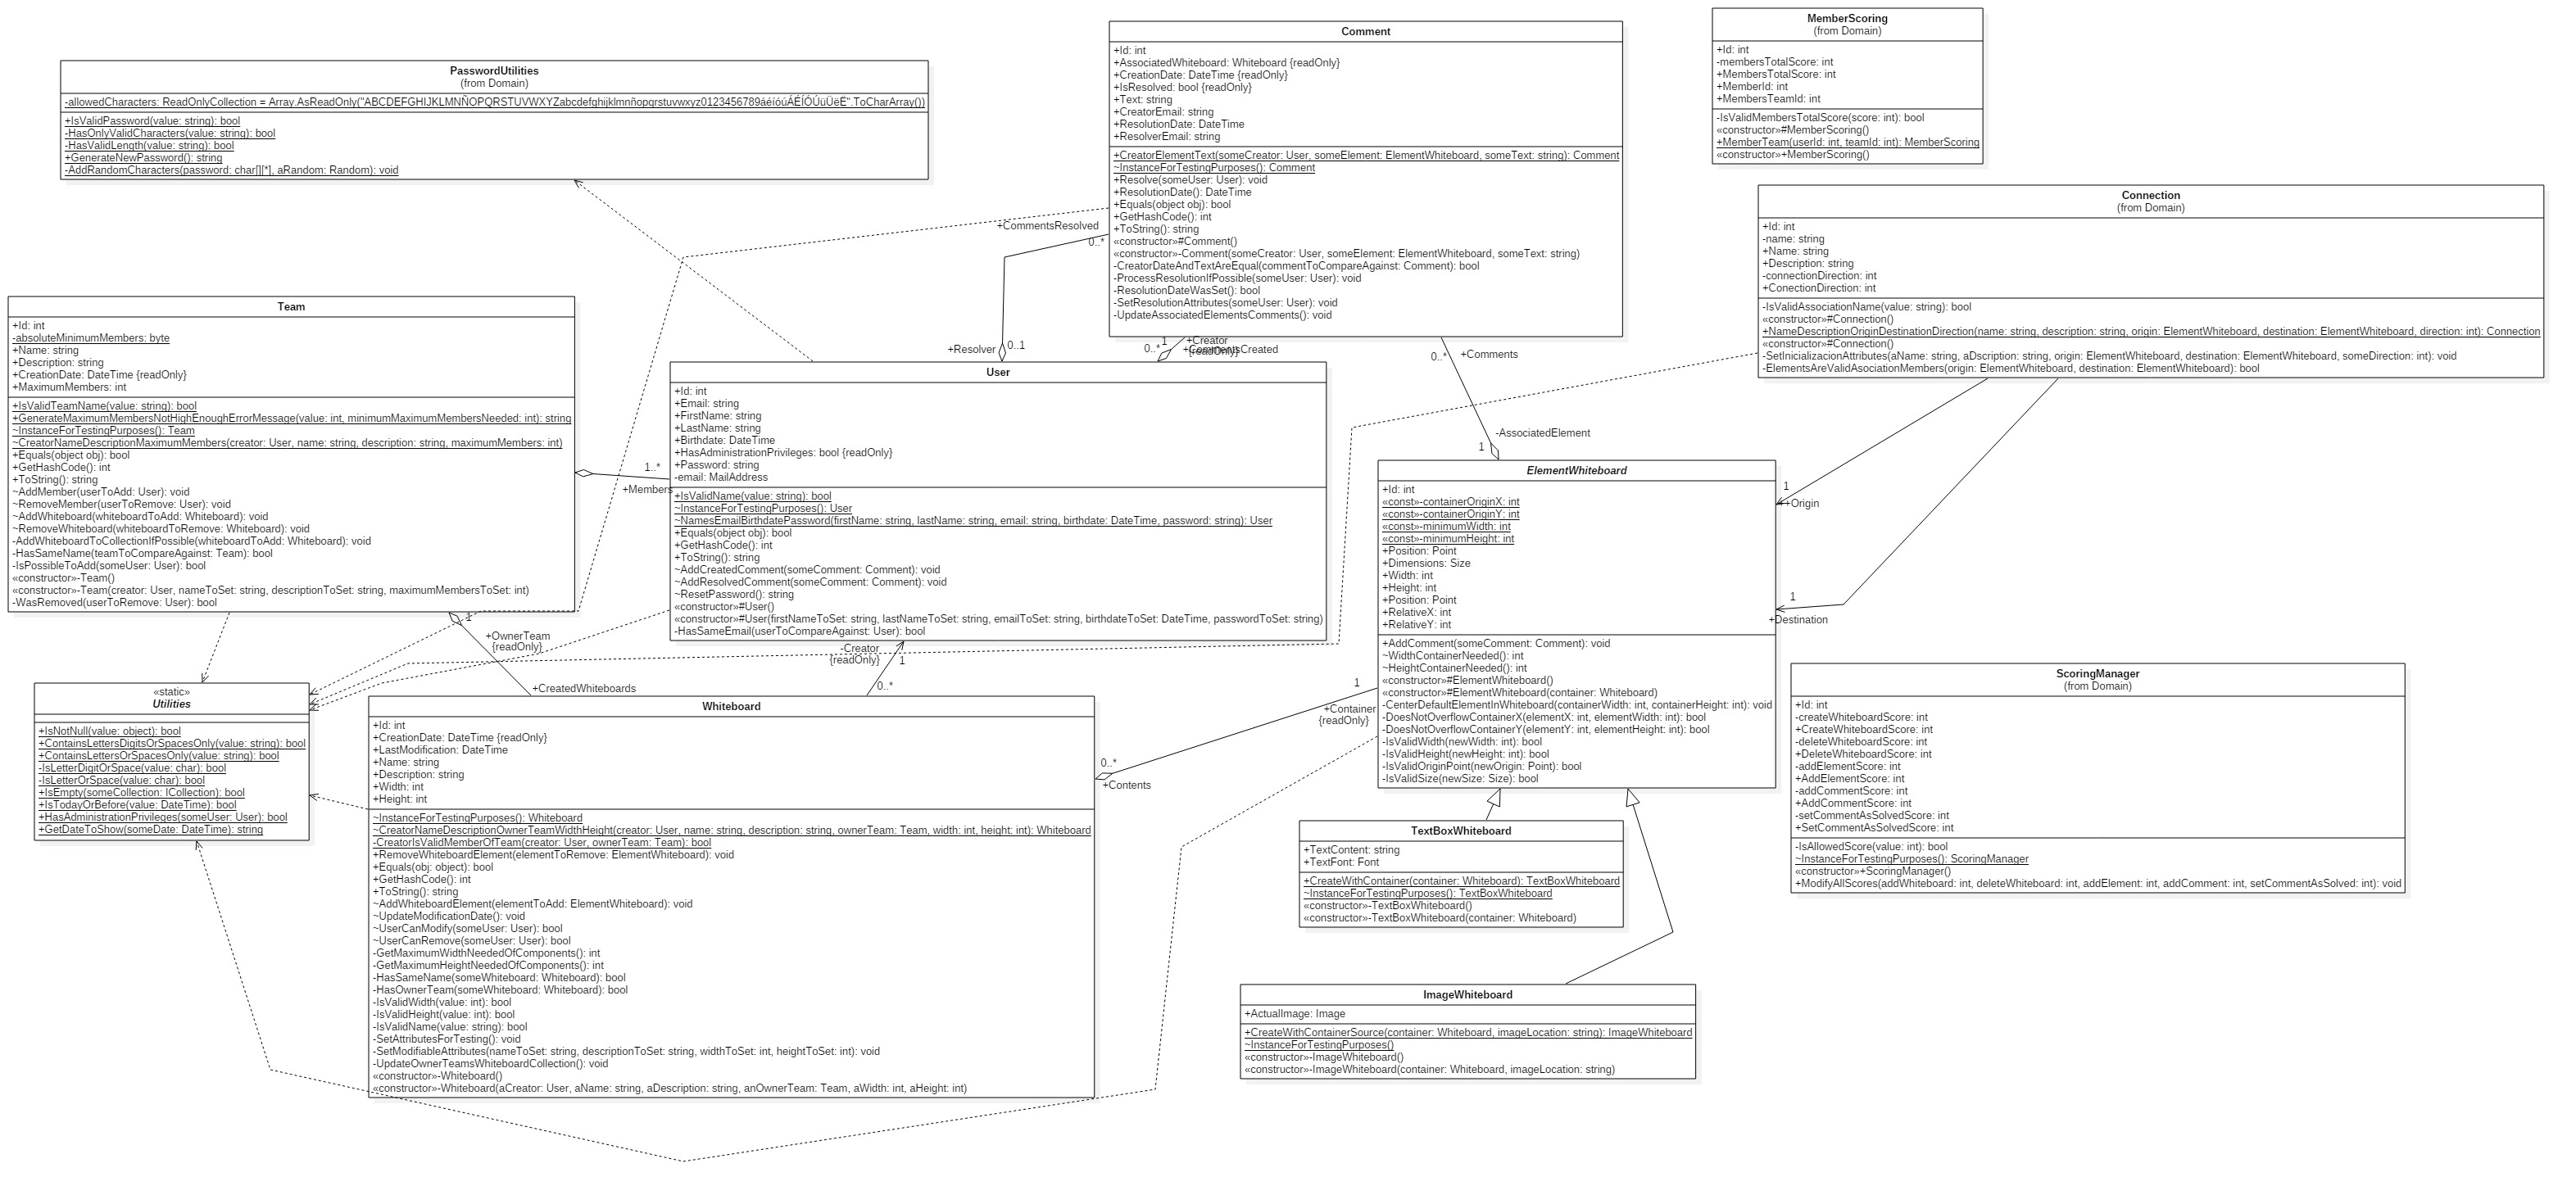 PasswordUtilities
(from Domain)
-allowedCharacters: ReadOnlyCollection = Array.AsReadOnly("ABCDEFGHIJKLMNÑOPQRSTUVWXYZabcdefghijklmnñopqrstuvwxyz0123456789áéíóúÁÉÍÓÚüÜëË".ToCharArray())
+IsValidPassword(value: string): bool
-HasOnlyValidCharacters(value: string): bool
-HasValidLength(value: string): bool
+GenerateNewPassword(): string
-AddRandomCharacters(password: char[][*], aRandom: Random): void
Comment
+Id: int
+AssociatedWhiteboard: Whiteboard {readOnly}
+CreationDate: DateTime {readOnly}
+IsResolved: bool {readOnly}
+Text: string
+CreatorEmail: string
+ResolutionDate: DateTime
+ResolverEmail: string
+CreatorElementText(someCreator: User, someElement: ElementWhiteboard, someText: string): Comment
~InstanceForTestingPurposes(): Comment
+Resolve(someUser: User): void
+ResolutionDate(): DateTime
+Equals(object obj): bool
+GetHashCode(): int
+ToString(): string
«constructor»#Comment()
«constructor»-Comment(someCreator: User, someElement: ElementWhiteboard, someText: string)
-CreatorDateAndTextAreEqual(commentToCompareAgainst: Comment): bool
-ProcessResolutionIfPossible(someUser: User): void
-ResolutionDateWasSet(): bool
-SetResolutionAttributes(someUser: User): void
-UpdateAssociatedElementsComments(): void
MemberScoring
(from Domain)
+Id: int
-membersTotalScore: int
+MembersTotalScore: int
+MemberId: int
+MembersTeamId: int
-IsValidMembersTotalScore(score: int): bool
«constructor»#MemberScoring()
+MemberTeam(userId: int, teamId: int): MemberScoring
«constructor»+MemberScoring()
Connection
(from Domain)
+Id: int
-name: string
+Name: string
+Description: string
-connectionDirection: int
+ConectionDirection: int
-IsValidAssociationName(value: string): bool
«constructor»#Connection()
+NameDescriptionOriginDestinationDirection(name: string, description: string, origin: ElementWhiteboard, destination: ElementWhiteboard, direction: int): Connection
«constructor»#Connection()
-SetInicializacionAttributes(aName: string, aDscription: string, origin: ElementWhiteboard, destination: ElementWhiteboard, someDirection: int): void
-ElementsAreValidAsociationMembers(origin: ElementWhiteboard, destination: ElementWhiteboard): bool
+CommentsResolved
0..*
+Resolver
0..1
0..*
1
+Creator
{readOnly}
+CommentsCreated
0..*
+Comments
-AssociatedElement
1
Team
+Id: int
-absoluteMinimumMembers: byte
+Name: string
+Description: string
+CreationDate: DateTime {readOnly}
+MaximumMembers: int
+IsValidTeamName(value: string): bool
+GenerateMaximumMembersNotHighEnoughErrorMessage(value: int, minimumMaximumMembersNeeded: int): string
~InstanceForTestingPurposes(): Team
~CreatorNameDescriptionMaximumMembers(creator: User, name: string, description: string, maximumMembers: int)
+Equals(object obj): bool
+GetHashCode(): int
+ToString(): string
~AddMember(userToAdd: User): void
~RemoveMember(userToRemove: User): void
~AddWhiteboard(whiteboardToAdd: Whiteboard): void
~RemoveWhiteboard(whiteboardToRemove: Whiteboard): void
-AddWhiteboardToCollectionIfPossible(whiteboardToAdd: Whiteboard): void
-HasSameName(teamToCompareAgainst: Team): bool
-IsPossibleToAdd(someUser: User): bool
«constructor»-Team()
«constructor»-Team(creator: User, nameToSet: string, descriptionToSet: string, maximumMembersToSet: int)
-WasRemoved(userToRemove: User): bool
1..*
+Members
User
+Id: int
+Email: string
+FirstName: string
+LastName: string
+Birthdate: DateTime
+HasAdministrationPrivileges: bool {readOnly}
+Password: string
-email: MailAddress
+IsValidName(value: string): bool
~InstanceForTestingPurposes(): User
~NamesEmailBirthdatePassword(firstName: string, lastName: string, email: string, birthdate: DateTime, password: string): User
+Equals(object obj): bool
+GetHashCode(): int
+ToString(): string
~AddCreatedComment(someComment: Comment): void
~AddResolvedComment(someComment: Comment): void
~ResetPassword(): string
«constructor»#User()
«constructor»#User(firstNameToSet: string, lastNameToSet: string, emailToSet: string, birthdateToSet: DateTime, passwordToSet: string)
-HasSameEmail(userToCompareAgainst: User): bool
ElementWhiteboard
+Id: int
«const»-containerOriginX: int
«const»-containerOriginY: int
«const»-minimumWidth: int
«const»-minimumHeight: int
+Position: Point
+Dimensions: Size
+Width: int
+Height: int
+Position: Point
+RelativeX: int
+RelativeY: int
+AddComment(someComment: Comment): void
~WidthContainerNeeded(): int
~HeightContainerNeeded(): int
«constructor»#ElementWhiteboard()
«constructor»#ElementWhiteboard(container: Whiteboard)
-CenterDefaultElementInWhiteboard(containerWidth: int, containerHeight: int): void
-DoesNotOverflowContainerX(elementX: int, elementWidth: int): bool
-DoesNotOverflowContainerY(elementY: int, elementHeight: int): bool
-IsValidWidth(newWidth: int): bool
-IsValidHeight(newHeight: int): bool
-IsValidOriginPoint(newOrigin: Point): bool
-IsValidSize(newSize: Size): bool
1
+Origin
1
+Destination
1
+OwnerTeam
{readOnly}
+CreatedWhiteboards
-Creator
{readOnly}
1
0..*
1
+Container
{readOnly}
0..*
+Contents
«static»
Utilities
+IsNotNull(value: object): bool
+ContainsLettersDigitsOrSpacesOnly(value: string): bool
+ContainsLettersOrSpacesOnly(value: string): bool
-IsLetterDigitOrSpace(value: char): bool
-IsLetterOrSpace(value: char): bool
+IsEmpty(someCollection: ICollection): bool
+IsTodayOrBefore(value: DateTime): bool
+HasAdministrationPrivileges(someUser: User): bool
+GetDateToShow(someDate: DateTime): string
Whiteboard
+Id: int
+CreationDate: DateTime {readOnly}
+LastModification: DateTime
+Name: string
+Description: string
+Width: int
+Height: int
~InstanceForTestingPurposes(): Whiteboard
~CreatorNameDescriptionOwnerTeamWidthHeight(creator: User, name: string, description: string, ownerTeam: Team, width: int, height: int): Whiteboard
-CreatorIsValidMemberOfTeam(creator: User, ownerTeam: Team): bool
+RemoveWhiteboardElement(elementToRemove: ElementWhiteboard): void
+Equals(obj: object): bool
+GetHashCode(): int
+ToString(): string
~AddWhiteboardElement(elementToAdd: ElementWhiteboard): void
~UpdateModificationDate(): void
~UserCanModify(someUser: User): bool
~UserCanRemove(someUser: User): bool
-GetMaximumWidthNeededOfComponents(): int
-GetMaximumHeightNeededOfComponents(): int
-HasSameName(someWhiteboard: Whiteboard): bool
-HasOwnerTeam(someWhiteboard: Whiteboard): bool
-IsValidWidth(value: int): bool
-IsValidHeight(value: int): bool
-IsValidName(value: string): bool
-SetAttributesForTesting(): void
-SetModifiableAttributes(nameToSet: string, descriptionToSet: string, widthToSet: int, heightToSet: int): void
-UpdateOwnerTeamsWhiteboardCollection(): void
«constructor»-Whiteboard()
«constructor»-Whiteboard(aCreator: User, aName: string, aDescription: string, anOwnerTeam: Team, aWidth: int, aHeight: int)
ScoringManager
(from Domain)
+Id: int
-createWhiteboardScore: int
+CreateWhiteboardScore: int
-deleteWhiteboardScore: int
+DeleteWhiteboardScore: int
-addElementScore: int
+AddElementScore: int
-addCommentScore: int
+AddCommentScore: int
-setCommentAsSolvedScore: int
+SetCommentAsSolvedScore: int
-IsAllowedScore(value: int): bool
~InstanceForTestingPurposes(): ScoringManager
«constructor»+ScoringManager()
+ModifyAllScores(addWhiteboard: int, deleteWhiteboard: int, addElement: int, addComment: int, setCommentAsSolved: int): void
TextBoxWhiteboard
+TextContent: string
+TextFont: Font
+CreateWithContainer(container: Whiteboard): TextBoxWhiteboard
~InstanceForTestingPurposes(): TextBoxWhiteboard
«constructor»-TextBoxWhiteboard()
«constructor»-TextBoxWhiteboard(container: Whiteboard)
ImageWhiteboard
+ActualImage: Image
+CreateWithContainerSource(container: Whiteboard, imageLocation: string): ImageWhiteboard
~InstanceForTestingPurposes()
«constructor»-ImageWhiteboard()
«constructor»-ImageWhiteboard(container: Whiteboard, imageLocation: string)